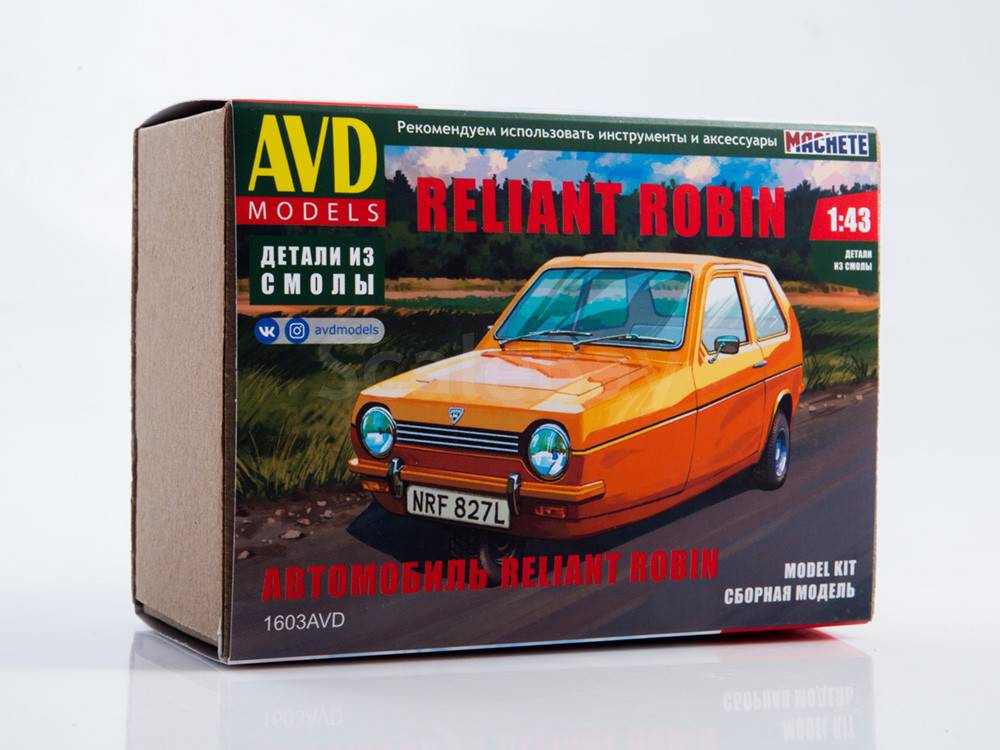 AVD
MODELS
Рекомендуем использовать инструменты и аксессуары
MACHETE
RELIANT ROBIN
1:43
ДЕТАЛИ
ИЗ СМОЛЫ
ДЕТАЛИ ИЗ
СМОЛЫ
avdmodels
NRF 827L
АВТОМОБИЛЬ RELIANT ROBIN
MODEL KIT
СБОРНАЯ МОДЕЛЬ
1603AVD